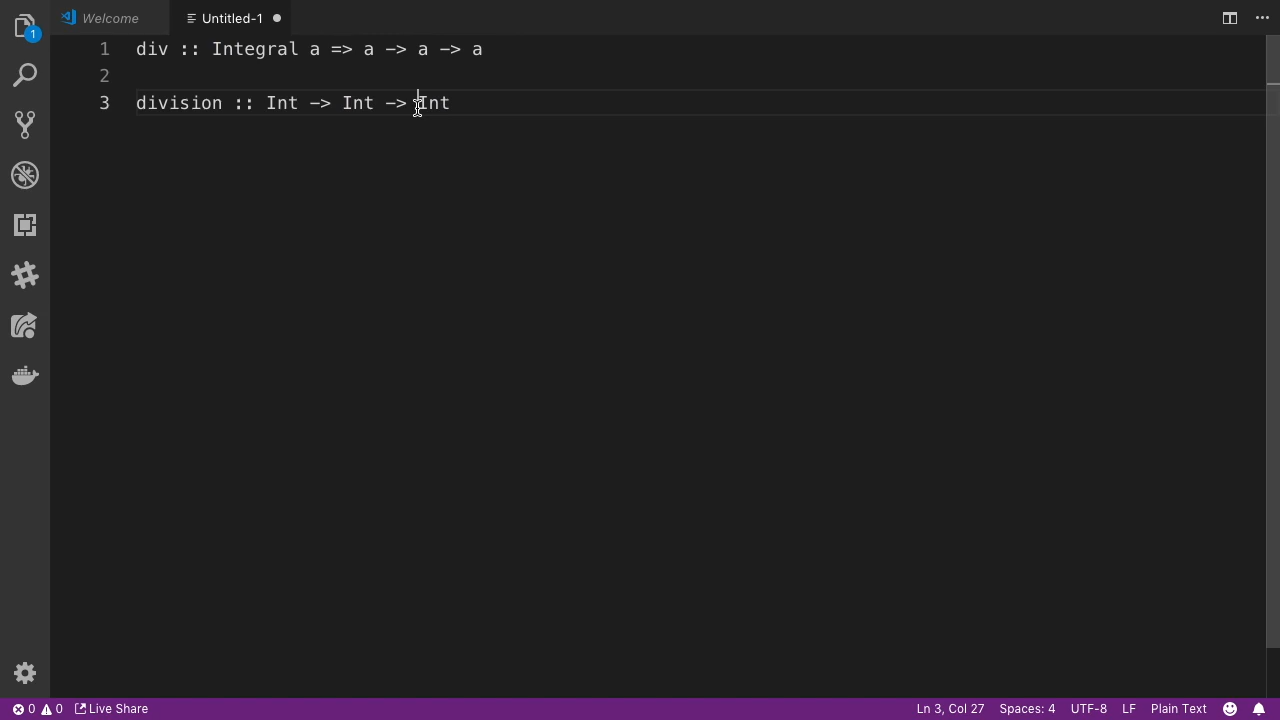 Welcome
Untitled-1
1
1 div :: Integral a => a -> a -> a
2
3 division :: Int -> Int -> Int
0 0 Live Share
Ln 3, Col 27 Spaces: 4 UTF-8 LF Plain Text